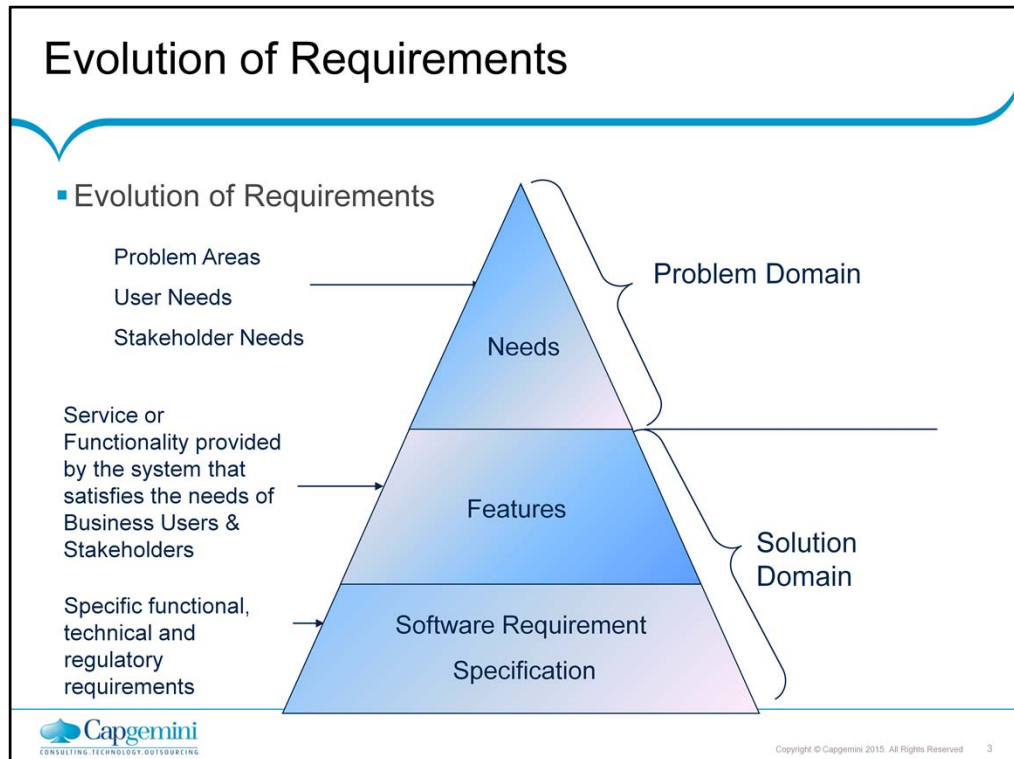 Evolution of Requirements
▪ Evolution of Requirements
Problem Areas
User Needs
Stakeholder Needs
Problem Domain
Needs
Service or
Functionality provided
by the system that
satisfies the needs of
Business Users &
Stakeholders
Features
Solution
Domain
Specific functional,
technical and
regulatory
requirements
Software Requirement
Specification
Capgemini
CONSULTING.TECHNOLOGY.OUTSOURCING
Copyright © Capgemini 2015. All Rights Reserved 3